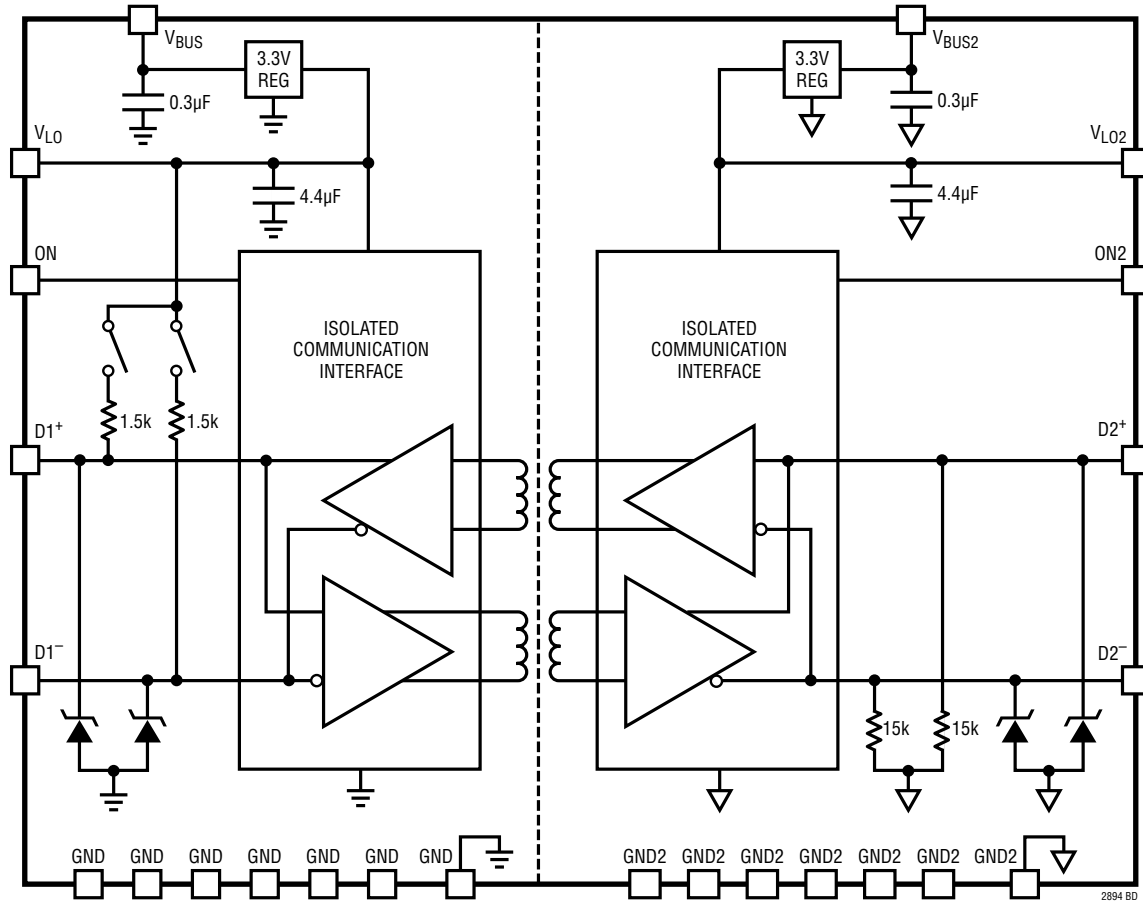 VBUS
3.3V
REG
0.3µF
VLO
4.4µF
ON
ISOLATED
COMMUNICATION
INTERFACE
1.5k
1.5k
D1+
D1−
GND
GND
GND
GND
GND
GND
GND
3.3V
REG
VBUS2
0.3µF
VLO2
4.4µF
ON2
ISOLATED
COMMUNICATION
INTERFACE
D2+
D2−
15k
15k
GND2
GND2
GND2
GND2
GND2
GND2
GND2
2894 BD